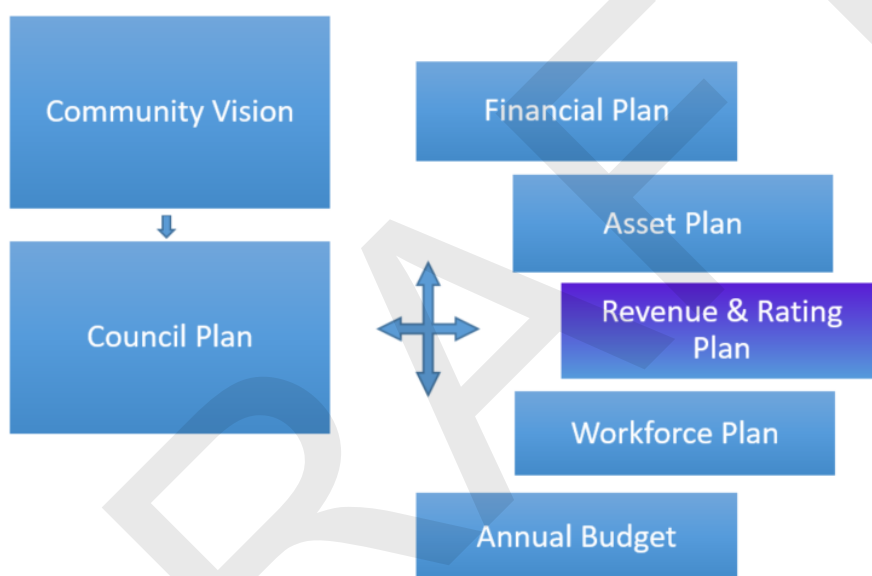 Community Vision
Council Plan
Financial Plan
Asset Plan
Revenue & Rating
Plan
Workforce Plan
Annual Budget